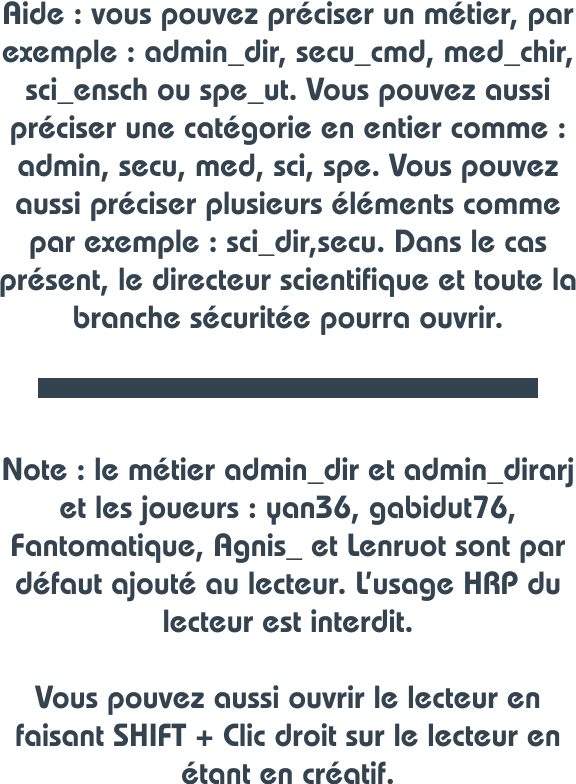 Aide : vous pouvez préciser un métier, par
exemple : admin_dir, secu_cmd, med_chir,
sci_ensch ou spe_ut. Vous pouvez aussi
préciser une catégorie en entier comme :
admin, secu, med, sci, spe. Vous pouvez
aussi préciser plusieurs éléments comme
par exemple : sci_dir,secu. Dans le cas
présent, le directeur scientifique et toute la
branche sécuritée pourra ouvrir.
Note : le métier admin_dir et admin_dirarj
et les joueurs : yan36, gabidut76,
Fantomatique, Agnis_ et Lenruot sont par
défaut ajouté au lecteur. L'usage HRP du
lecteur est interdit.
Vous pouvez aussi ouvrir le lecteur en
faisant SHIFT + Clic droit sur le lecteur en
étant en créatif.